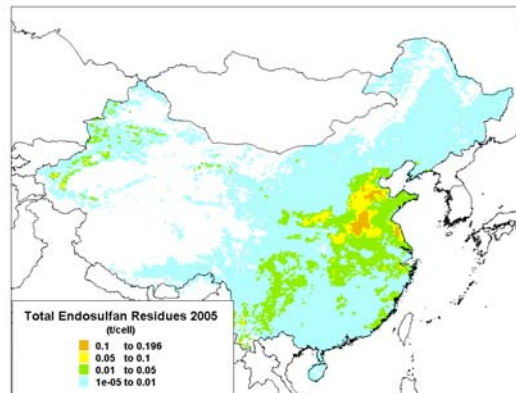 Total Endosulfan Residues 2005
(t/cell)
0.1 to 0.196
0.05 to 0.1
0.01 to 0.05
1e-05 to 0.01